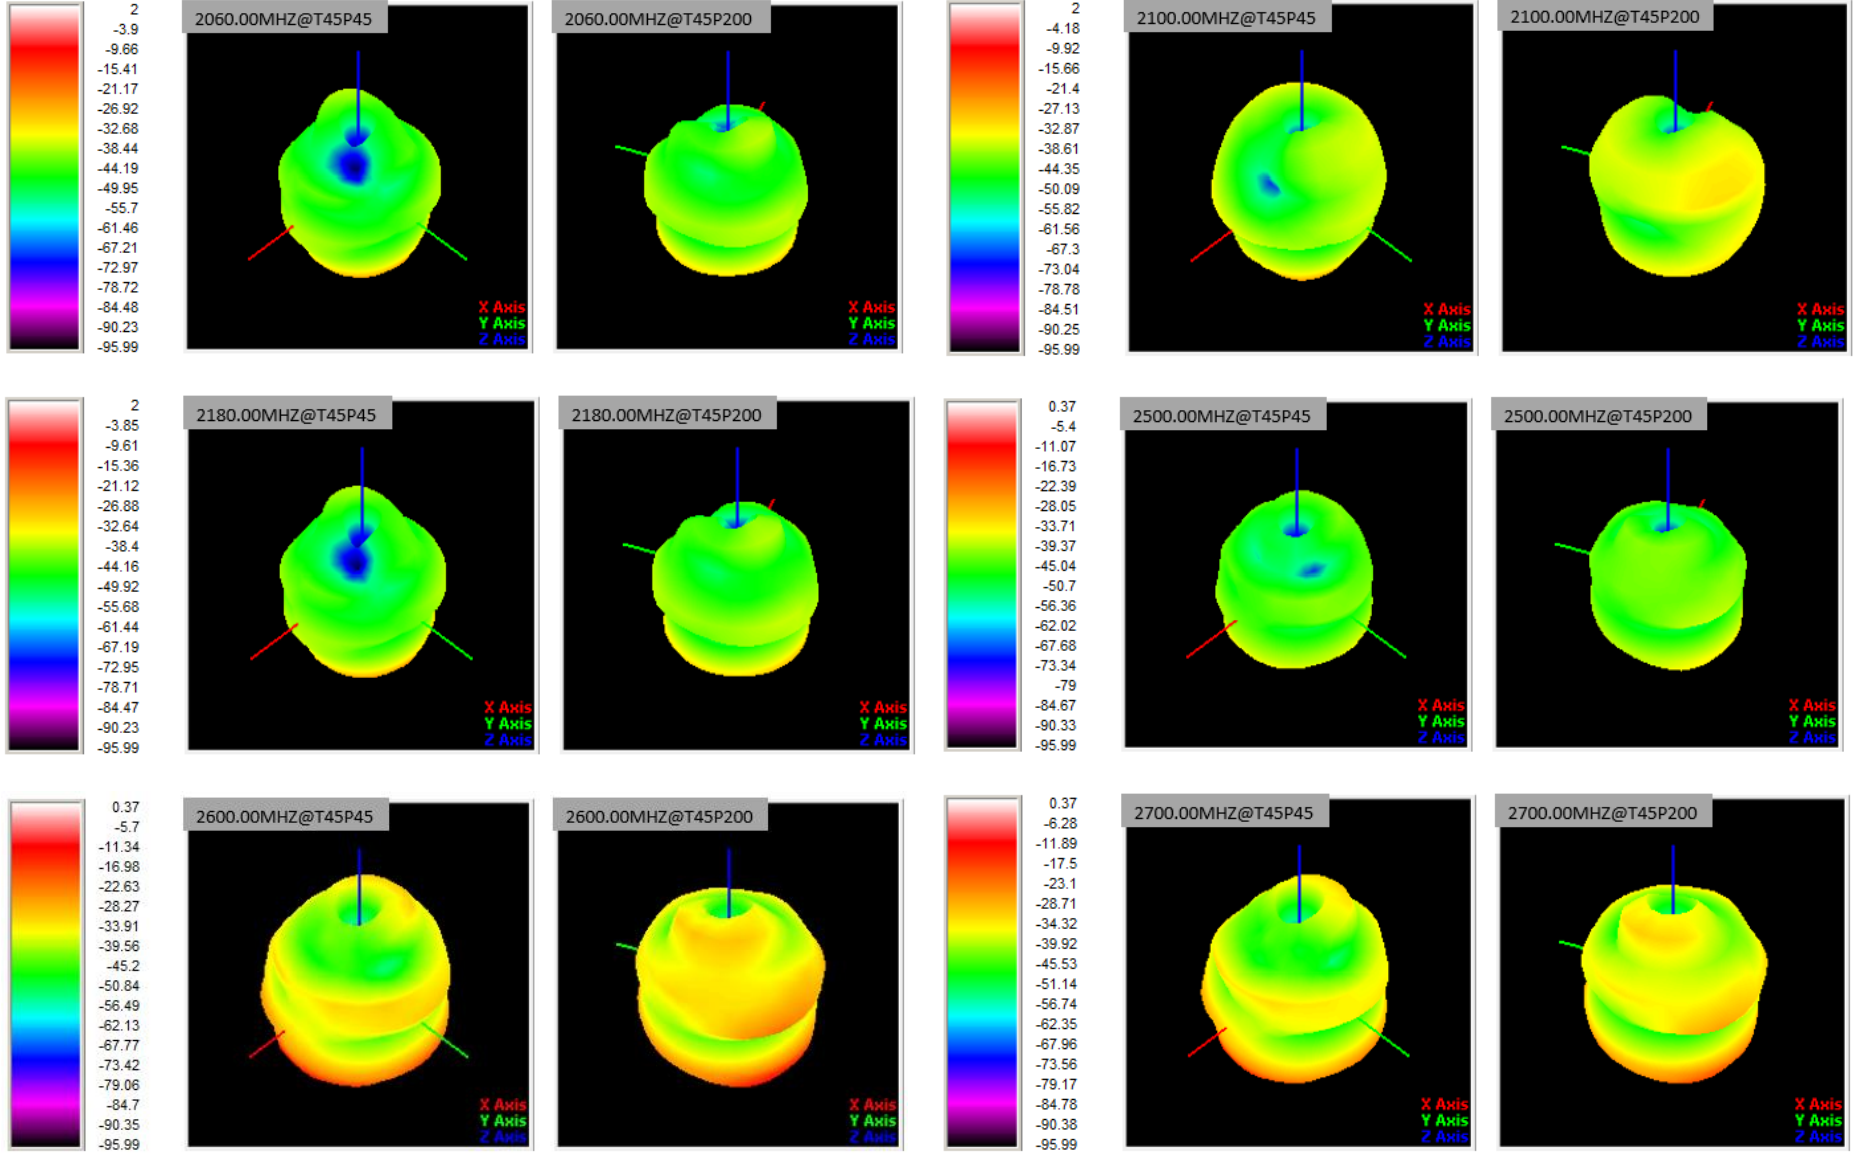 2
-3.9
-9.66
-15.41
-21.17
-26.92
-32.68
-38.44
-44.19
-49.95
-55.7
-61.46
-67.21
-72.97
-78.72
-84.48
-90.23
-95.99
2060.00MHZ@T45P45
X Axis
Y Axis
Z Axis
2060.00MHZ@T45P200
X Axis
Y Axis
Z Axis
2
-4.18
-9.92
-15.66
-21.4
-27.13
-32.87
-38.61
-44.35
-50.09
-55.82
-61.56
-67.3
-73.04
-78.78
-84.51
-90.25
-95.99
2100.00MHZ@T45P45
X Axis
Y Axis
Z Axis
2100.00MHZ@T45P200
X Axis
Y Axis
Z Axis
2
-3.85
-9.61
-15.36
-21.12
-26.88
-32.64
-38.4
-44.16
-49.92
-55.68
-61.44
-67.19
-72.95
-78.71
-84.47
-90.23
-95.99
2180.00MHZ@T45P45
X Axis
Y Axis
Z Axis
2180.00MHZ@T45P200
X Axis
Y Axis
Z Axis
0.37
-5.4
-11.07
-16.73
-22.39
-28.05
-33.71
-39.37
-45.04
-50.7
-56.36
-62.02
-67.68
-73.34
-79
-84.67
-90.33
-95.99
2500.00MHZ@T45P45
X Axis
Y Axis
Z Axis
2500.00MHZ@T45P200
X Axis
Y Axis
Z Axis
0.37
-5.7
-11.34
-16.98
-22.63
-28.27
-33.91
-39.56
-45.2
-50.84
-56.49
-62.13
-67.77
-73.42
-79.06
-84.7
-90.35
-95.99
2600.00MHZ@T45P45
X Axis
Y Axis
Z Axis
2600.00MHZ@T45P200
X Axis
Y Axis
Z Axis
0.37
-6.28
-11.89
-17.5
-23.1
-28.71
-34.32
-39.92
-45.53
-51.14
-56.74
-62.35
-67.96
-73.56
-79.17
-84.78
-90.38
-95.99
2700.00MHZ@T45P45
X Axis
Y Axis
Z Axis
2700.00MHZ@T45P200
X Axis
Y Axis
Z Axis